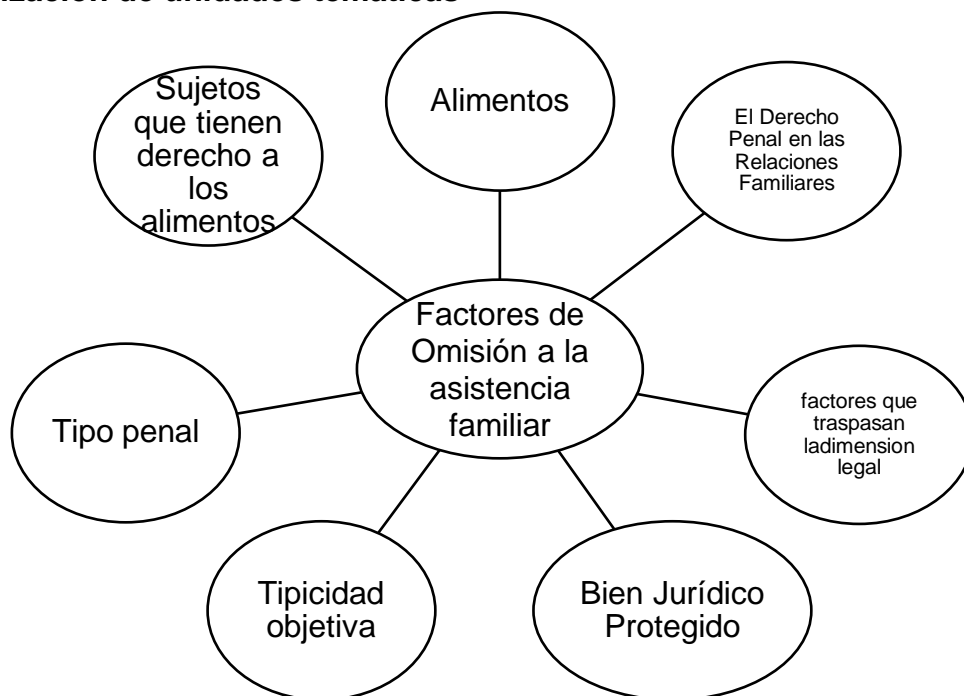 Sujetos
que tienen
derecho a
los
alimentos
Alimentos
El Derecho
Penal en las
Relaciones
Familiares
Factores de
Omisión a la
asistencia
familiar
Tipo penal
factores que
traspasan
ladimension
legal
Tipicidad
objetiva
Bien Jurídico
Protegido